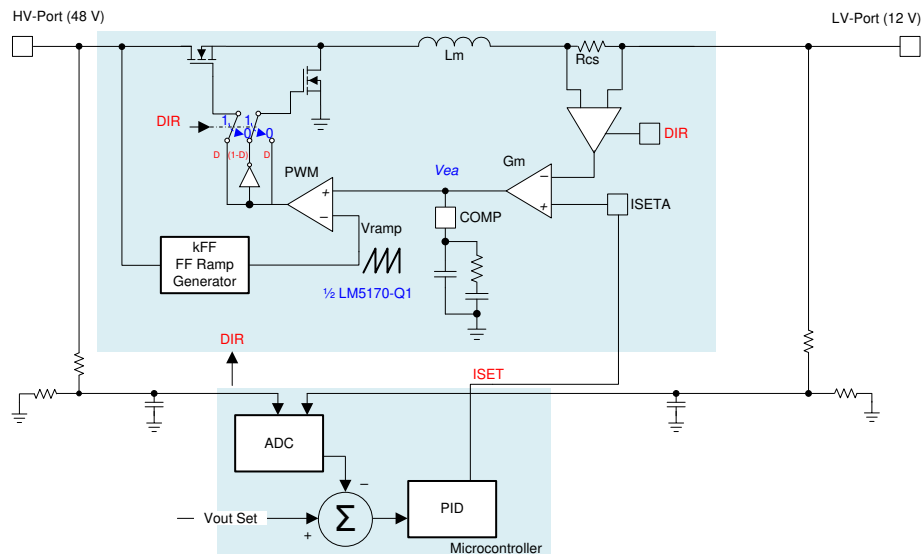 HV-Port (48 V)
LV-Port (12 V)
Lm
Rcs
DIR
1
1
0
0
D
(1-D)
D
PWM
+
−
Vea
Gm
−
+
DIR
ISETA
COMP
Vramp
kFF
FF Ramp
Generator
½ LM5170-Q1
DIR
ISET
ADC
−
Vout Set
+
Σ
PID
Microcontroller